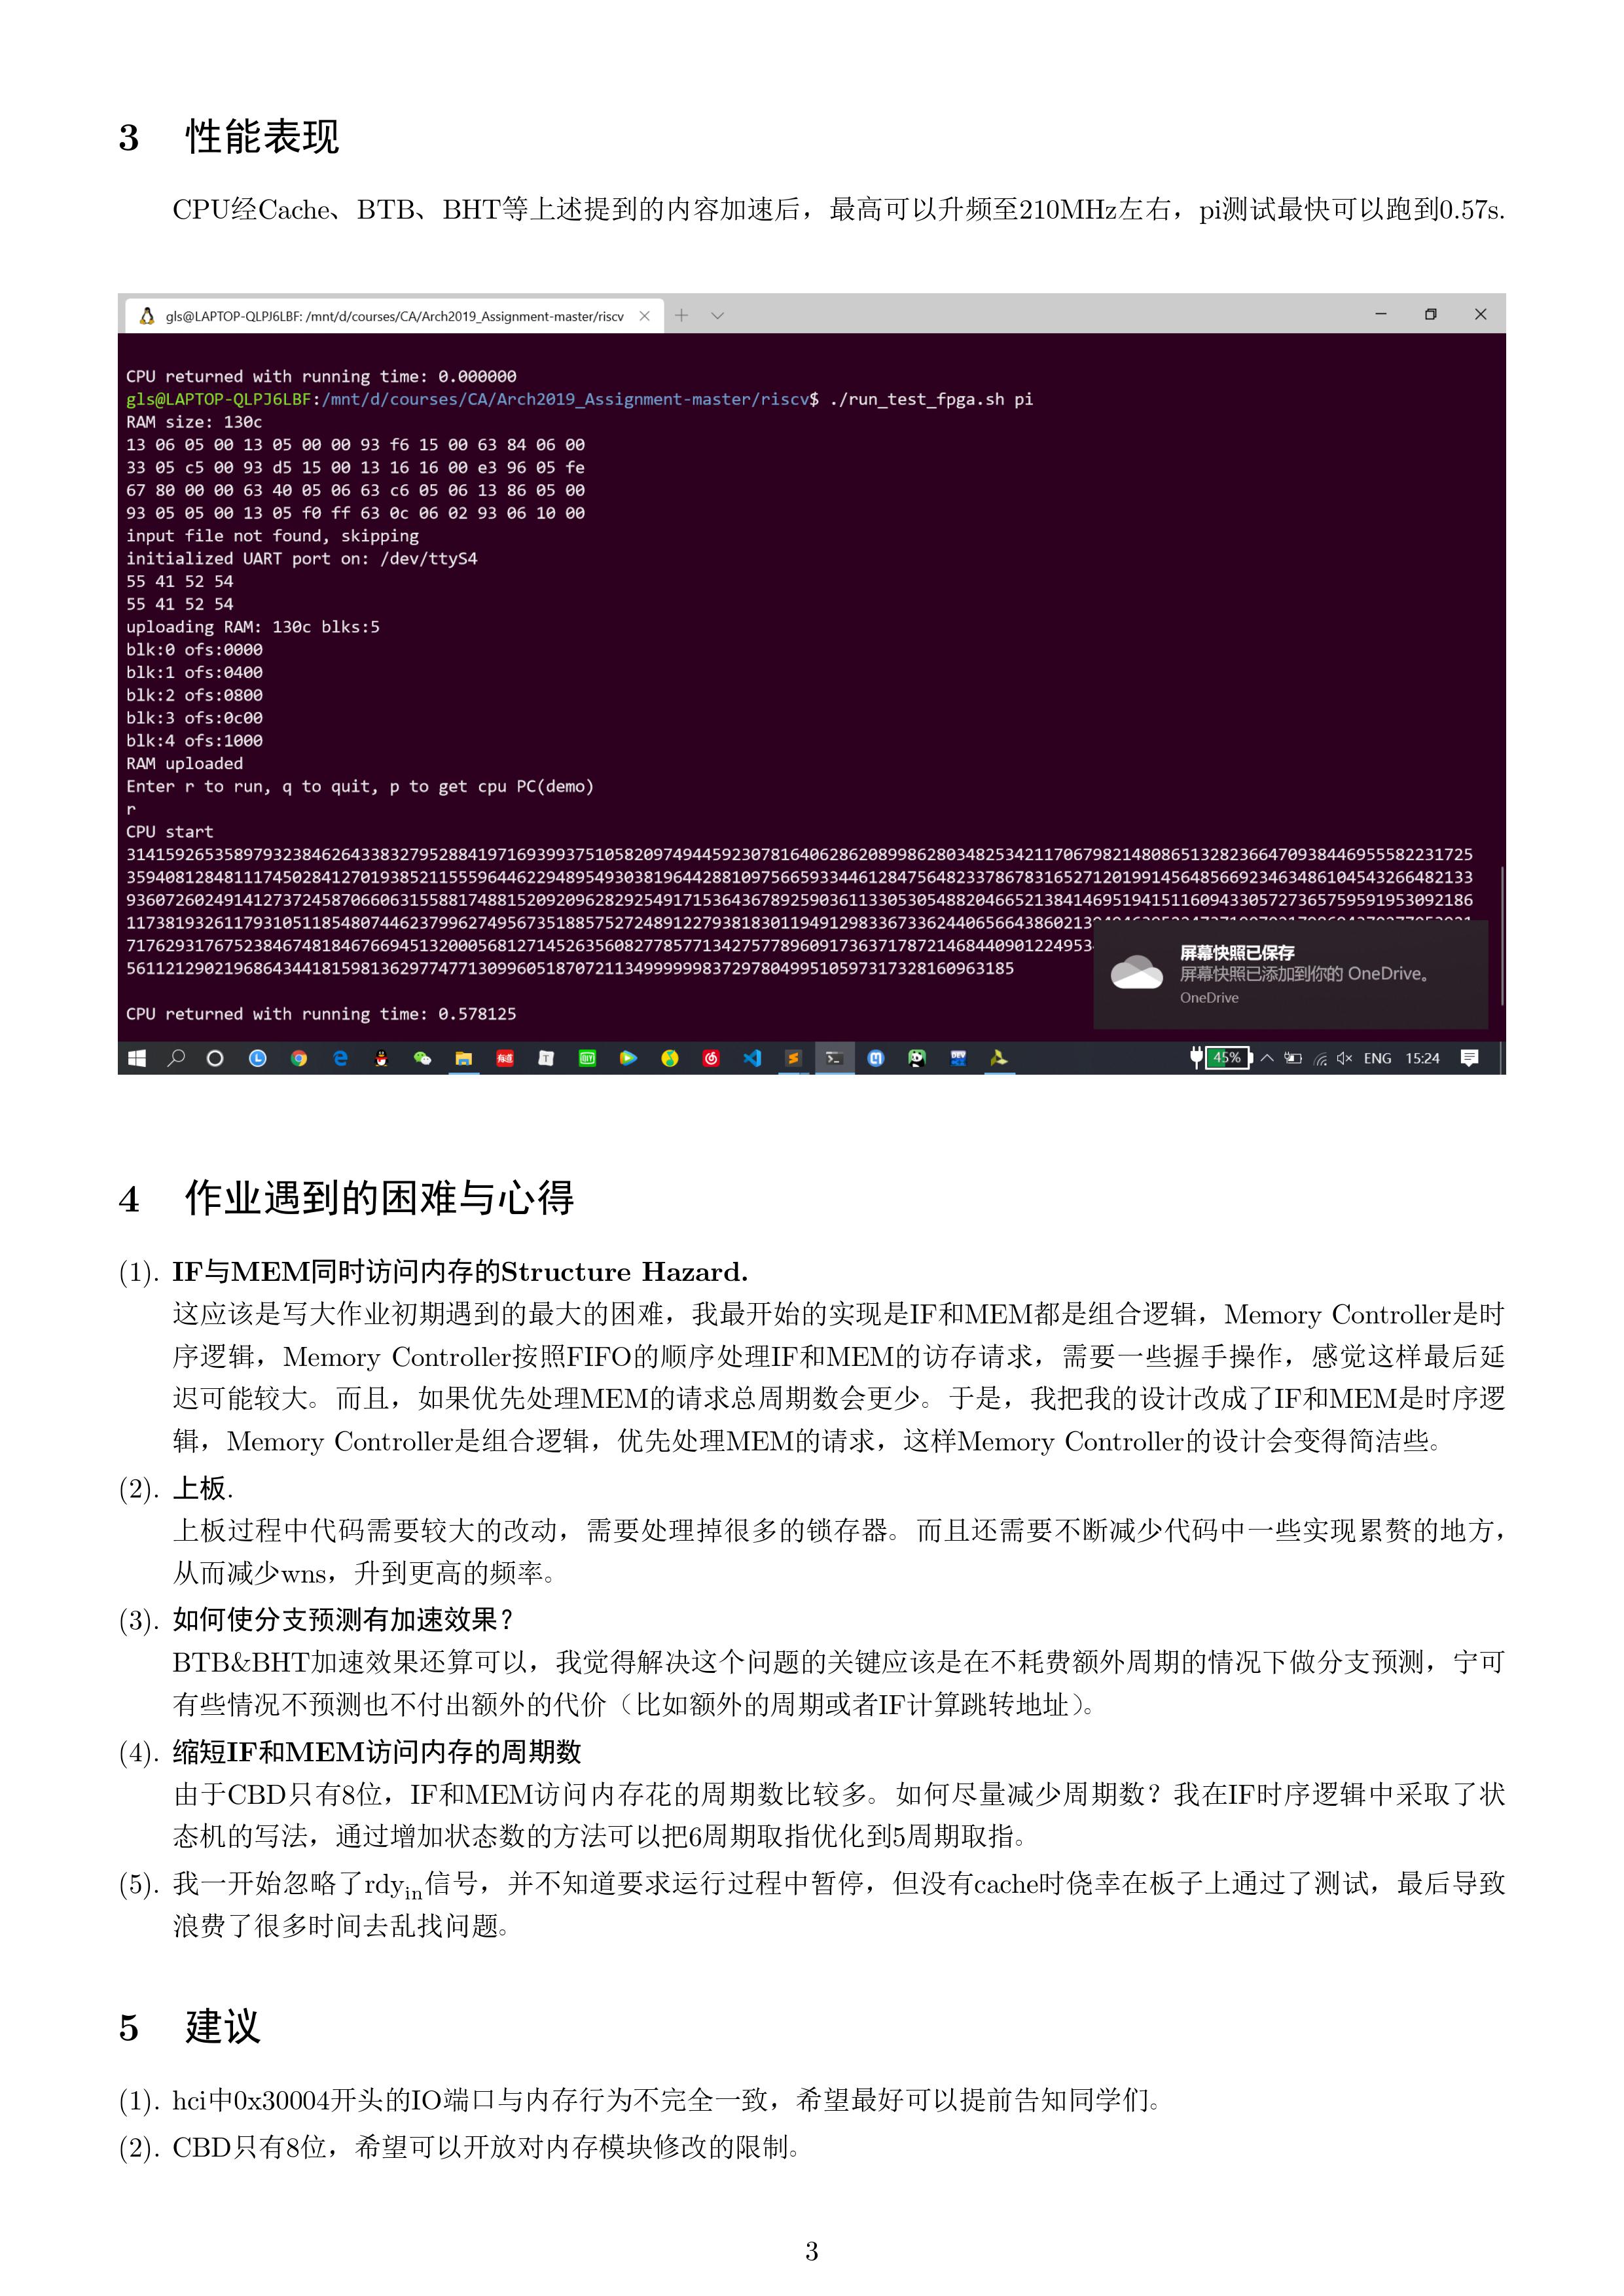 3 性能表现
CPU经Cache、BTB、BHT等上述提到的内容加速后，最高可以升频至210MHz左右，pi测试最快可以跑到0.57s.
gls@LAPTOP-QLPJ6LBF: /mnt/d/courses/CA/Arch2019_Assignment-master/riscv
CPU returned with running time: 0.000000
gls@LAPTOP-QLPJ6LBF:/mnt/d/courses/CA/Arch2019_Assignment-master/riscv$ ./run_test_fpga.sh pi
RAM size: 130c
13 06 05 00 13 05 00 00 93 f6 15 00 63 84 06 00
33 05 c5 00 93 d5 15 00 13 16 16 00 e3 96 05 fe
67 80 00 00 63 40 05 06 63 c6 05 06 13 86 05 00
93 05 05 00 13 05 f0 ff 63 0c 06 02 93 06 10 00
input file not found, skipping
initialized UART port on: /dev/ttyS4
55 41 52 54
55 41 52 54
uploading RAM: 130c blks:5
blk:0 ofs:0000
blk:1 ofs:0400
blk:2 ofs:0800
blk:3 ofs:0c00
blk:4 ofs:1000
RAM uploaded
Enter r to run, q to quit, p to get cpu PC(demo)
r
CPU start
31415926535897932384626433832795288419716939937510582097494459230781640628620899862803482534211706798214808651328236647093844695558223172​5
359408128481117450284127019385211555964462294895493038196442881097566593344612847564823378678316527120199145648566923463486104543266482133
936072602491412737245870660631558817488152092096282925491715364367892590361133053054882046652138414695194151160943305727365759591953092186
117381932611793105118548074462379962749567351885752724891227938183011949129833673362440656643860213
717629317675238467481846766945132000568127145263560827785771342757789609173637178721468440901224953
56112129021968643441815981362977477130996051870721134999999837297804995105973173281609631​85
CPU returned with running time: 0.578125
屏幕快照已保存
屏幕快照已添加到你的 OneDrive。
OneDrive
45% ENG 15:24
4 作业遇到的困难与心得
(1). IF与MEM同时访问内存的Structure Hazard.
这应该是写大作业初期遇到的最大的困难，我最开始的实现是IF和MEM都是组合逻辑，Memory Controller是时
序逻辑，Memory Controller按照FIFO的顺序处理IF和MEM的访存请求，需要一些握手操作，感觉这样最后延
迟可能较大。而且，如果优先处理MEM的请求总周期数会更少。于是，我把我的设计改成了IF和MEM是时序逻
辑，Memory Controller是组合逻辑，优先处理MEM的请求，这样Memory Controller的设计会变得简洁些。
(2). 上板.
上板过程中代码需要较大的改动，需要处理掉很多的锁存器。而且还需要不断减少代码中一些实现累赘的地方，
从而减少wns，升到更高的频率。
(3). 如何使分支预测有加速效果？
BTB&BHT加速效果还算可以，我觉得解决这个问题的关键应该是在不耗费额外周期的情况下做分支预测，宁可
有些情况不预测也不付出额外的代价（比如额外的周期或者IF计算跳转地址）。
(4). 缩短IF和MEM访问内存的周期数
由于CBD只有8位，IF和MEM访问内存花的周期数比较多。如何尽量减少周期数？我在IF时序逻辑中采取了状
态机的写法，通过增加状态数的方法可以把6周期取指优化到5周期取指。
(5). 我一开始忽略了rdy_in信号，并不知道要求运行过程中暂停，但没有cache时侥幸在板子上通过了测试，最后导致
浪费了很多时间去乱找问题。
5 建议
(1). hci中0x30004开头的IO端口与内存行为不完全一致，希望最好可以提前告知同学们。
(2). CBD只有8位，希望可以开放对内存模块修改的限制。
3